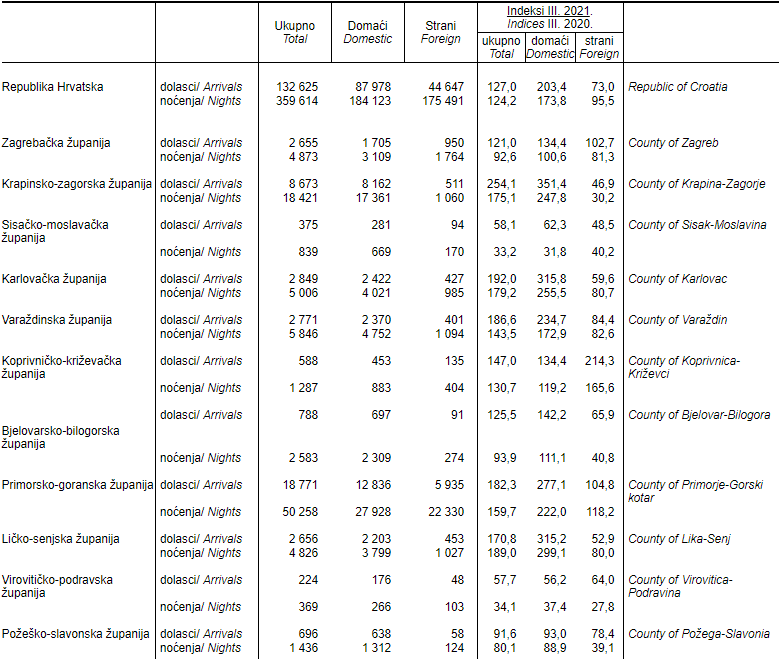 Ukupno Total Domaći Domestic Strani Foreign Indeksi III. 2021. Indices III. 2020.
ukupno Total domaći Domestic strani Foreign
Republika Hrvatska dolasci/ Arrivals 132 625 87 978 44 647 127,0 203,4 73,0 Republic of Croatia
noćenja/ Nights 359 614 184 123 175 491 124,2 173,8 95,5
Zagrebačka županija dolasci/ Arrivals 2 655 1 705 950 121,0 134,4 102,7 County of Zagreb
noćenja/ Nights 4 873 3 109 1 764 92,6 100,6 81,3
Krapinsko-zagorska županija dolasci/ Arrivals 8 673 8 162 511 254,1 351,4 46,9 County of Krapina-Zagorje
noćenja/ Nights 18 421 17 361 1 060 175,1 247,8 30,2
Sisačko-moslavačka dolasci/ Arrivals 375 281 94 58,1 62,3 48,5 County of Sisak-Moslavina
županija
noćenja/ Nights 839 669 170 33,2 31,8 40,2
Karlovačka županija dolasci/ Arrivals 2 849 2 422 427 192,0 315,8 59,6 County of Karlovac
noćenja/ Nights 5 006 4 021 985 179,2 255,5 80,7
Varaždinska županija dolasci/ Arrivals 2 771 2 370 401 186,6 234,7 84,4 County of Varaždin
noćenja/ Nights 5 846 4 752 1 094 143,5 172,9 82,6
Koprivničko-križevačka dolasci/ Arrivals 588 453 135 147,0 134,4 214,3 County of Koprivnica-
županija Križevci
noćenja/ Nights 1 287 883 404 130,7 119,2 165,6
dolasci/ Arrivals 788 697 91 125,5 142,2 65,9 County of Bjelovar-Bilogora
Bjelovarsko-bilogorska
županija
noćenja/ Nights 2 583 2 309 274 93,9 111,1 40,8
Primorsko-goranska županija dolasci/ Arrivals 18 771 12 836 5 935 182,3 277,1 104,8 County of Primorje-Gorski
kotar
noćenja/ Nights 50 258 27 928 22 330 159,7 222,0 118,2
Ličko-senjska županija dolasci/ Arrivals 2 656 2 203 453 170,8 315,2 52,9 County of Lika-Senj
noćenja/ Nights 4 826 3 799 1 027 189,0 299,1 80,0
Virovitičko-podravska dolasci/ Arrivals 224 176 48 57,7 56,2 64,0 County of Virovitica-
županija Podravina
noćenja/ Nights 369 266 103 34,1 37,4 27,8
Požeško-slavonska županija dolasci/ Arrivals 696 638 58 91,6 93,0 78,4 County of Požega-Slavonia
noćenja/ Nights 1 436 1 312 124 80,1 88,9 39,1